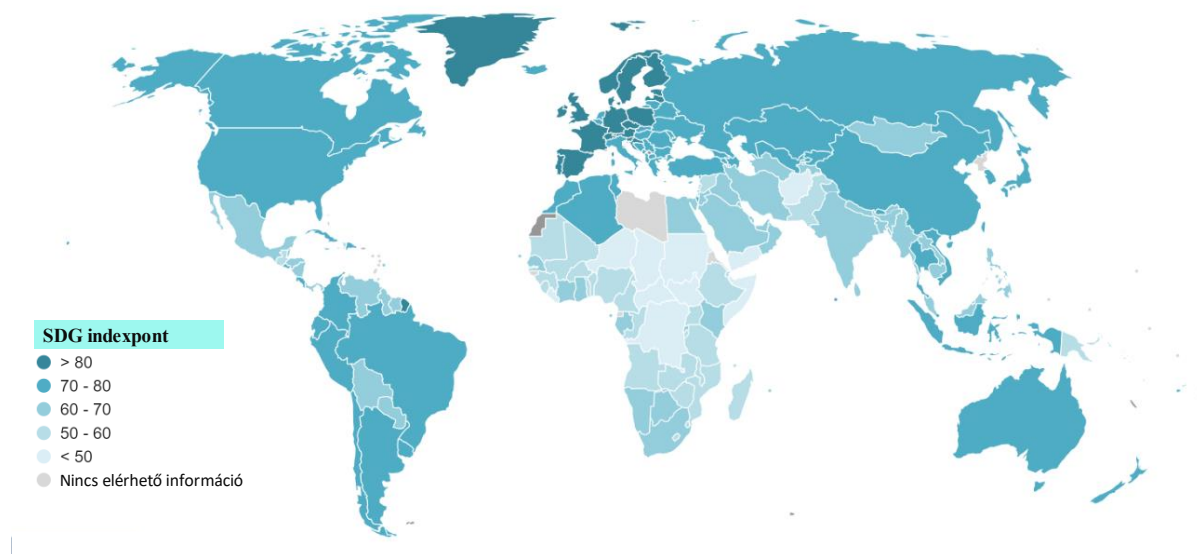 SDG indexpont
> 80
70 - 80
60 - 70
50 - 60
< 50
Nincs elérhető információ